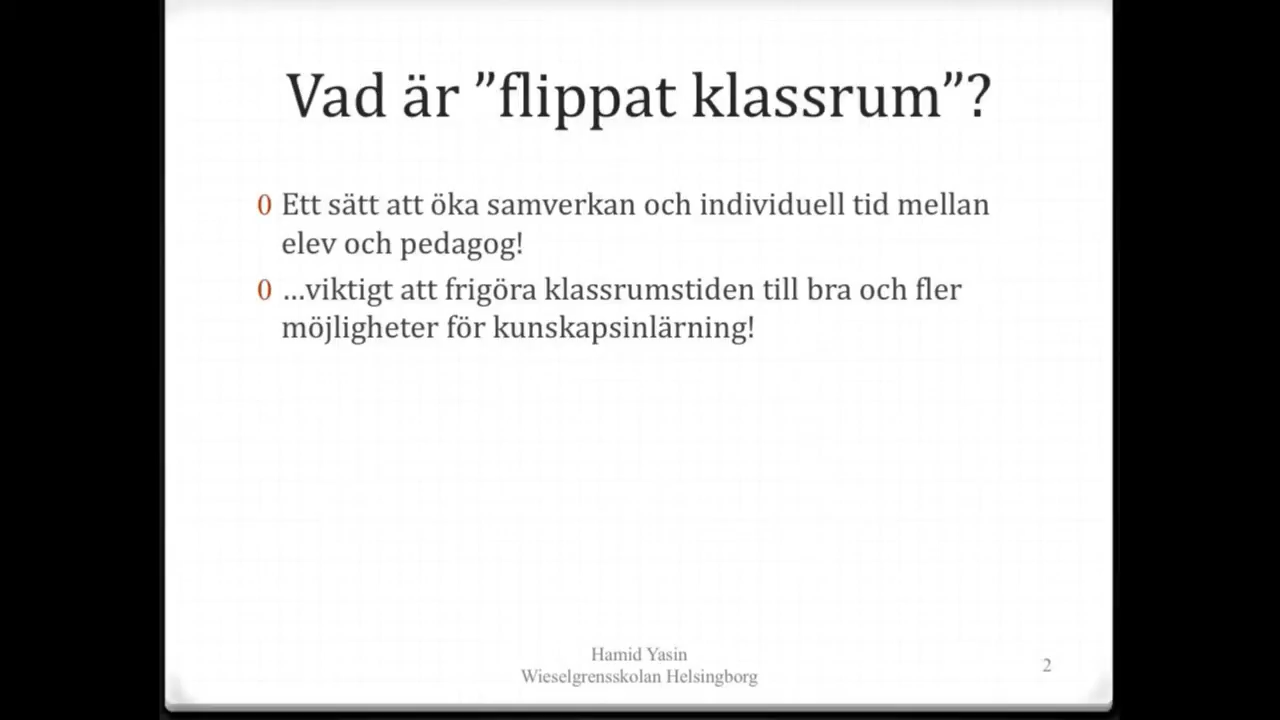 Vad är ”flippat klassrum”?
0 Ett sätt att öka samverkan och individuell tid mellan
elev och pedagog!
0 …viktigt att frigöra klassrumstiden till bra och fler
möjligheter för kunskapsinlärning!
Hamid Yasin
Wieselgrensskolan Helsingborg
2